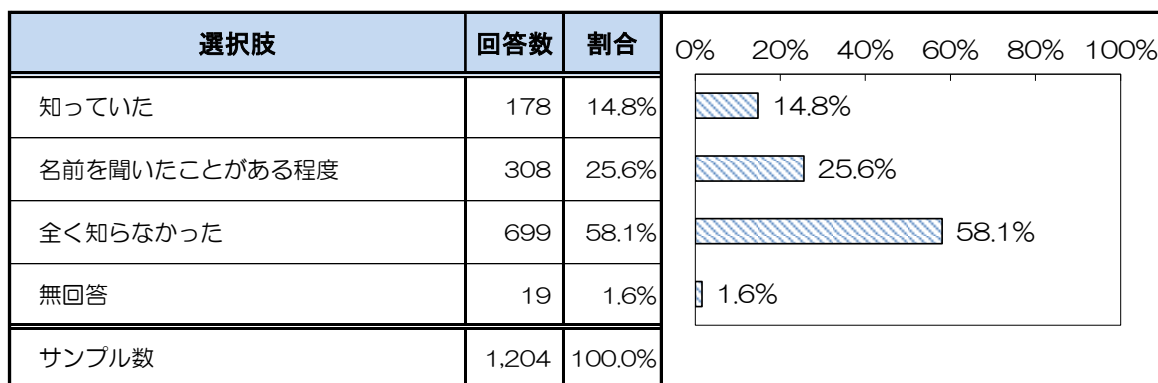 選択肢 回答数 割合
知っていた 178 14.8%
名前を聞いたことがある程度 308 25.6%
全く知らなかった 699 58.1%
無回答 19 1.6%
サンプル数 1,204 100.0%
0% 20% 40% 60% 80% 100%
14.8%
25.6%
58.1%
1.6%